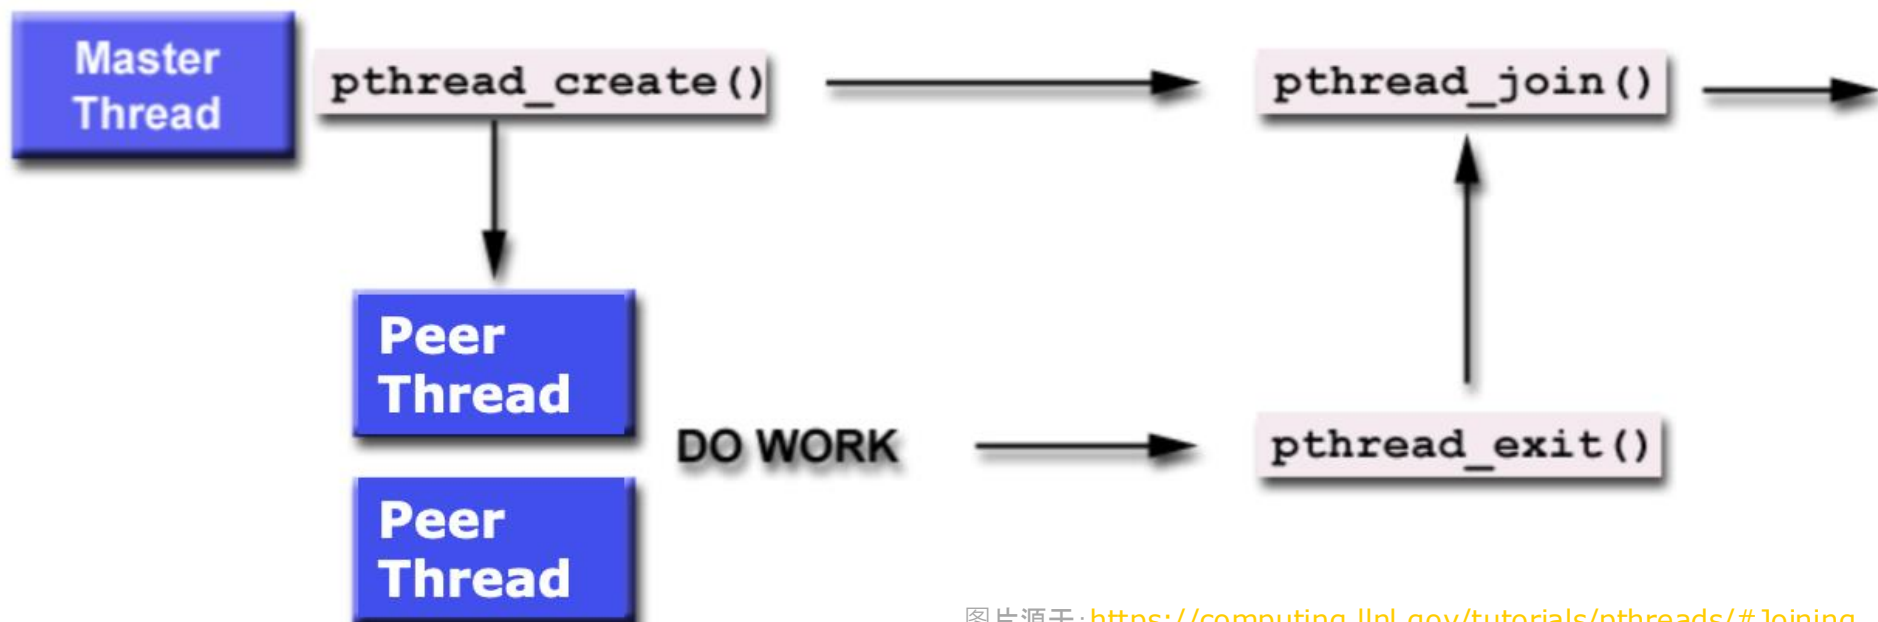 Master
Thread
pthread_create()
pthread_join()
Peer
Thread
DO WORK
pthread_exit()
Peer
Thread
图片源于:https://computing.llnl.gov/tutorials/pthreads/#Joining